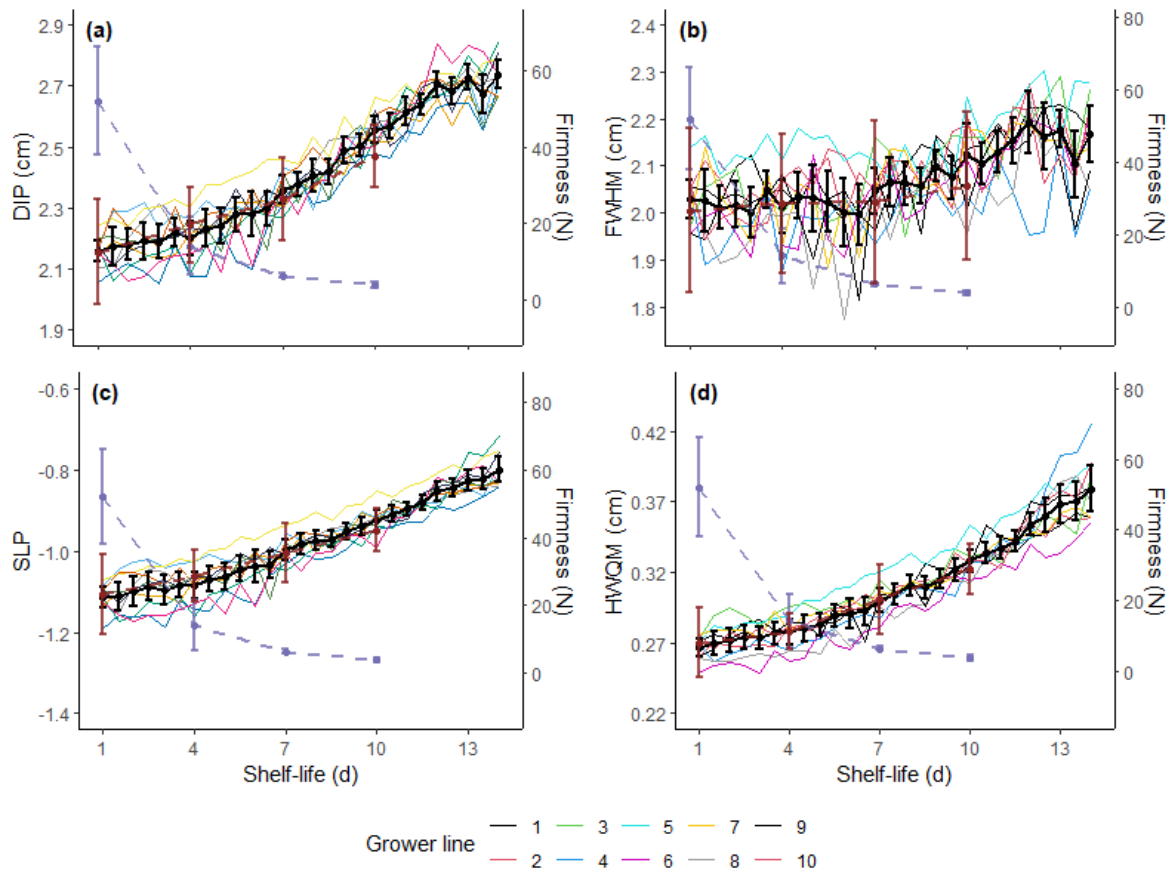 (a)
2.9
2.7
2.5
2.3
2.1
1.9
DIP (cm)
80
60
40
20
0
Firmness (N)
(b)
2.4
2.3
2.2
2.1
2.0
1.9
1.8
FWHM (cm)
80
60
40
20
0
Firmness (N)
(c)
-0.6
-0.8
-1.0
-1.2
-1.4
SLP
80
60
40
20
0
Firmness (N)
1 4 7 10 13
Shelf-life (d)
(d)
0.42
0.37
0.32
0.27
0.22
HWQM (cm)
80
60
40
20
0
Firmness (N)
1 4 7 10 13
Shelf-life (d)
Grower line
1 3 5 7 9
2 4 6 8 10